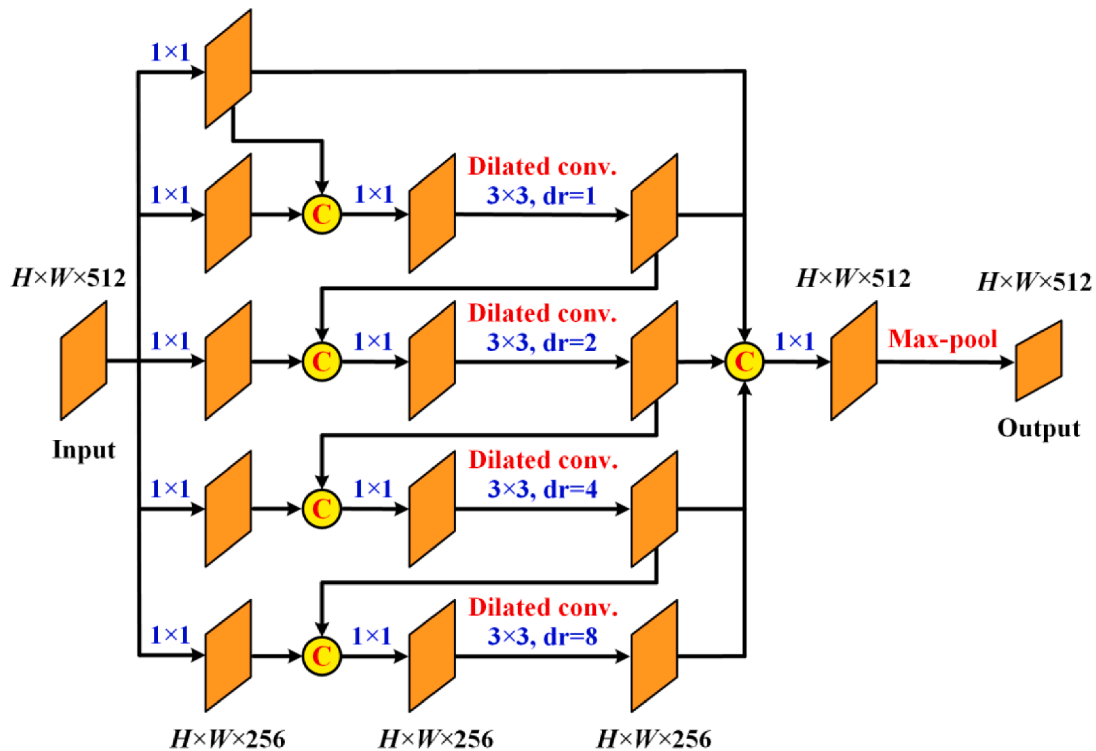 1×1
Dilated conv.
1×1
C
1×1
3×3, dr=1
H×W×512
H×W×512
H×W×512
Dilated conv.
1×1
C
1×1
3×3, dr=2
C
1×1
Max-pool
Input
Output
Dilated conv.
1×1
C
1×1
3×3, dr=4
Dilated conv.
1×1
C
1×1
3×3, dr=8
H×W×256
H×W×256
H×W×256